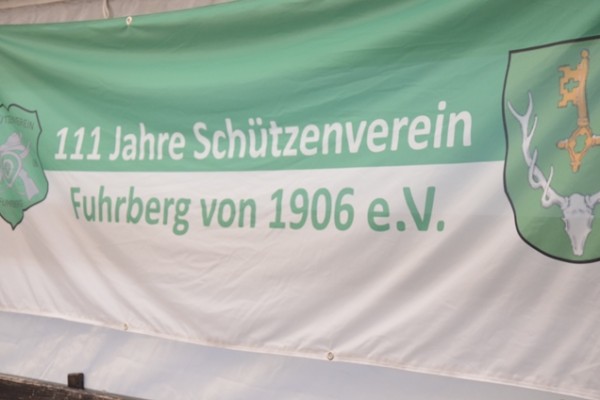 111 Jahre Schützenverein
Fuhrberg von 1906 e.V.